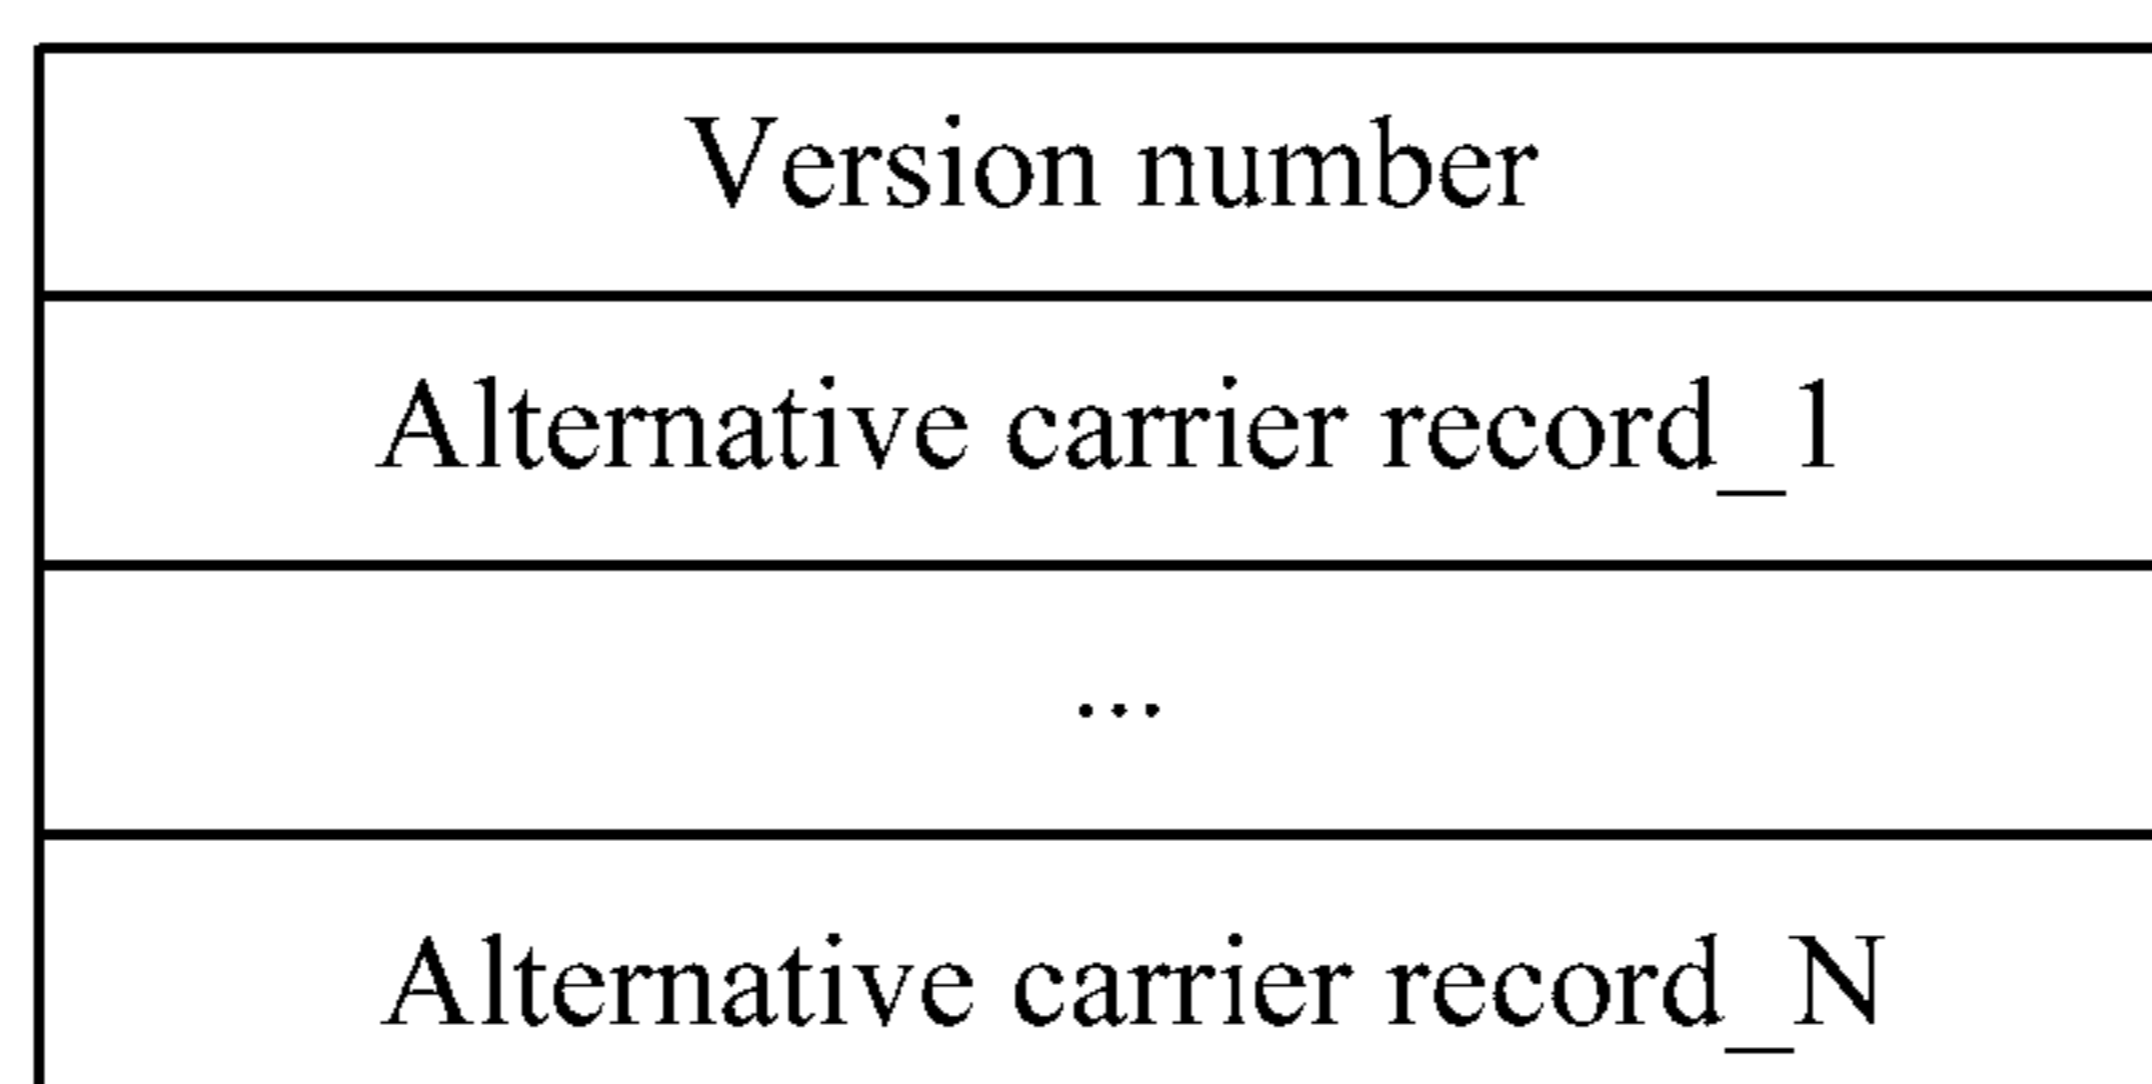 Version number
Alternative carrier record_1
...
Alternative carrier record_N